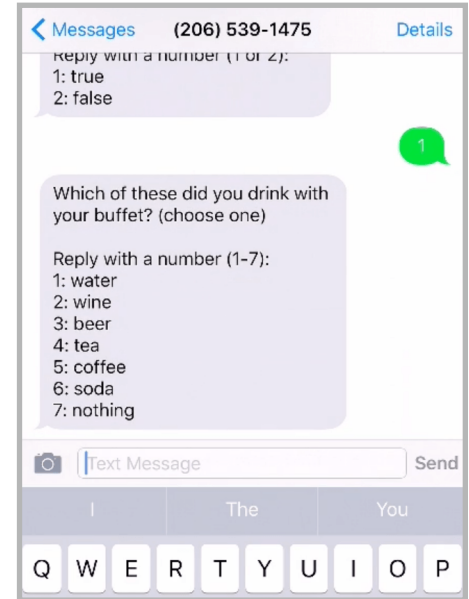 Messages (206) 539-1475 Details
Reply with a number (1 or 2):
1: true
2: false
1
Which of these did you drink with
your buffet? (choose one)
Reply with a number (1-7):
1: water
2: wine
3: beer
4: tea
5: coffee
6: soda
7: nothing
Text Message Send
I The You
Q W E R T Y U I O P